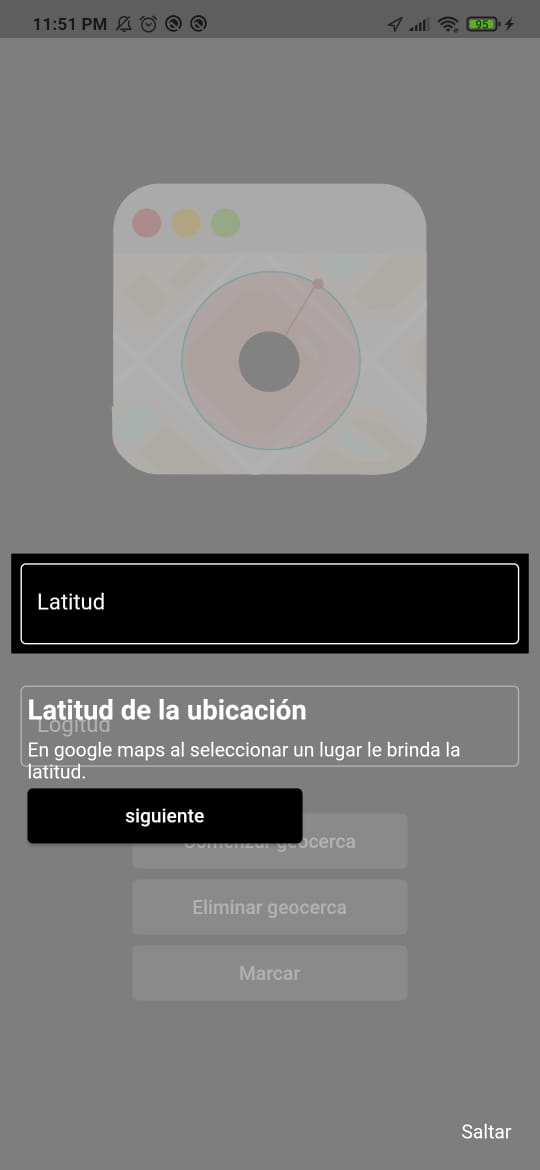 11:51 PM
95
Latitud
Latitud de la ubicación
Logitud
En google maps al seleccionar un lugar le brinda la
latitud.
siguiente
Comenzar geocerca
Eliminar geocerca
Marcar
Saltar